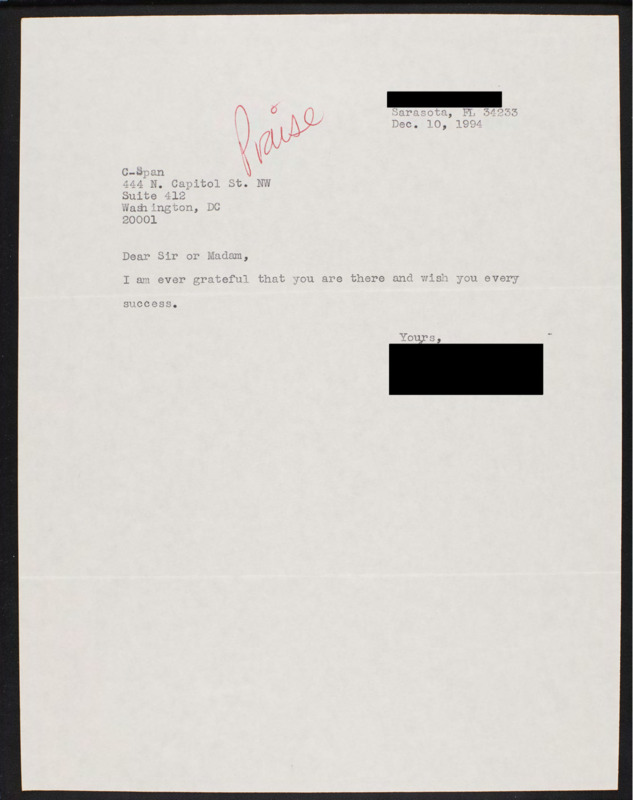 Sarasota, FL 34233
Dec. 10, 1994
Praise
C-Span
444 N. Capitol St. NW
Suite 412
Washington, DC
20001
Dear Sir or Madam,
I am ever grateful that you are there and wish you every
success.
Yours,